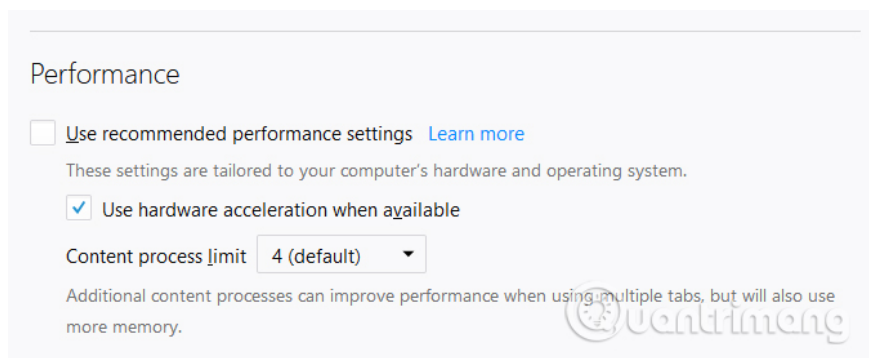 Performance
Use recommended performance settings Learn more
These settings are tailored to your computer's hardware and operating system.
Use hardware acceleration when available
Content process limit 4 (default)
Additional content processes can improve performance when using multiple tabs, but will also use
more memory.
Quantrimang